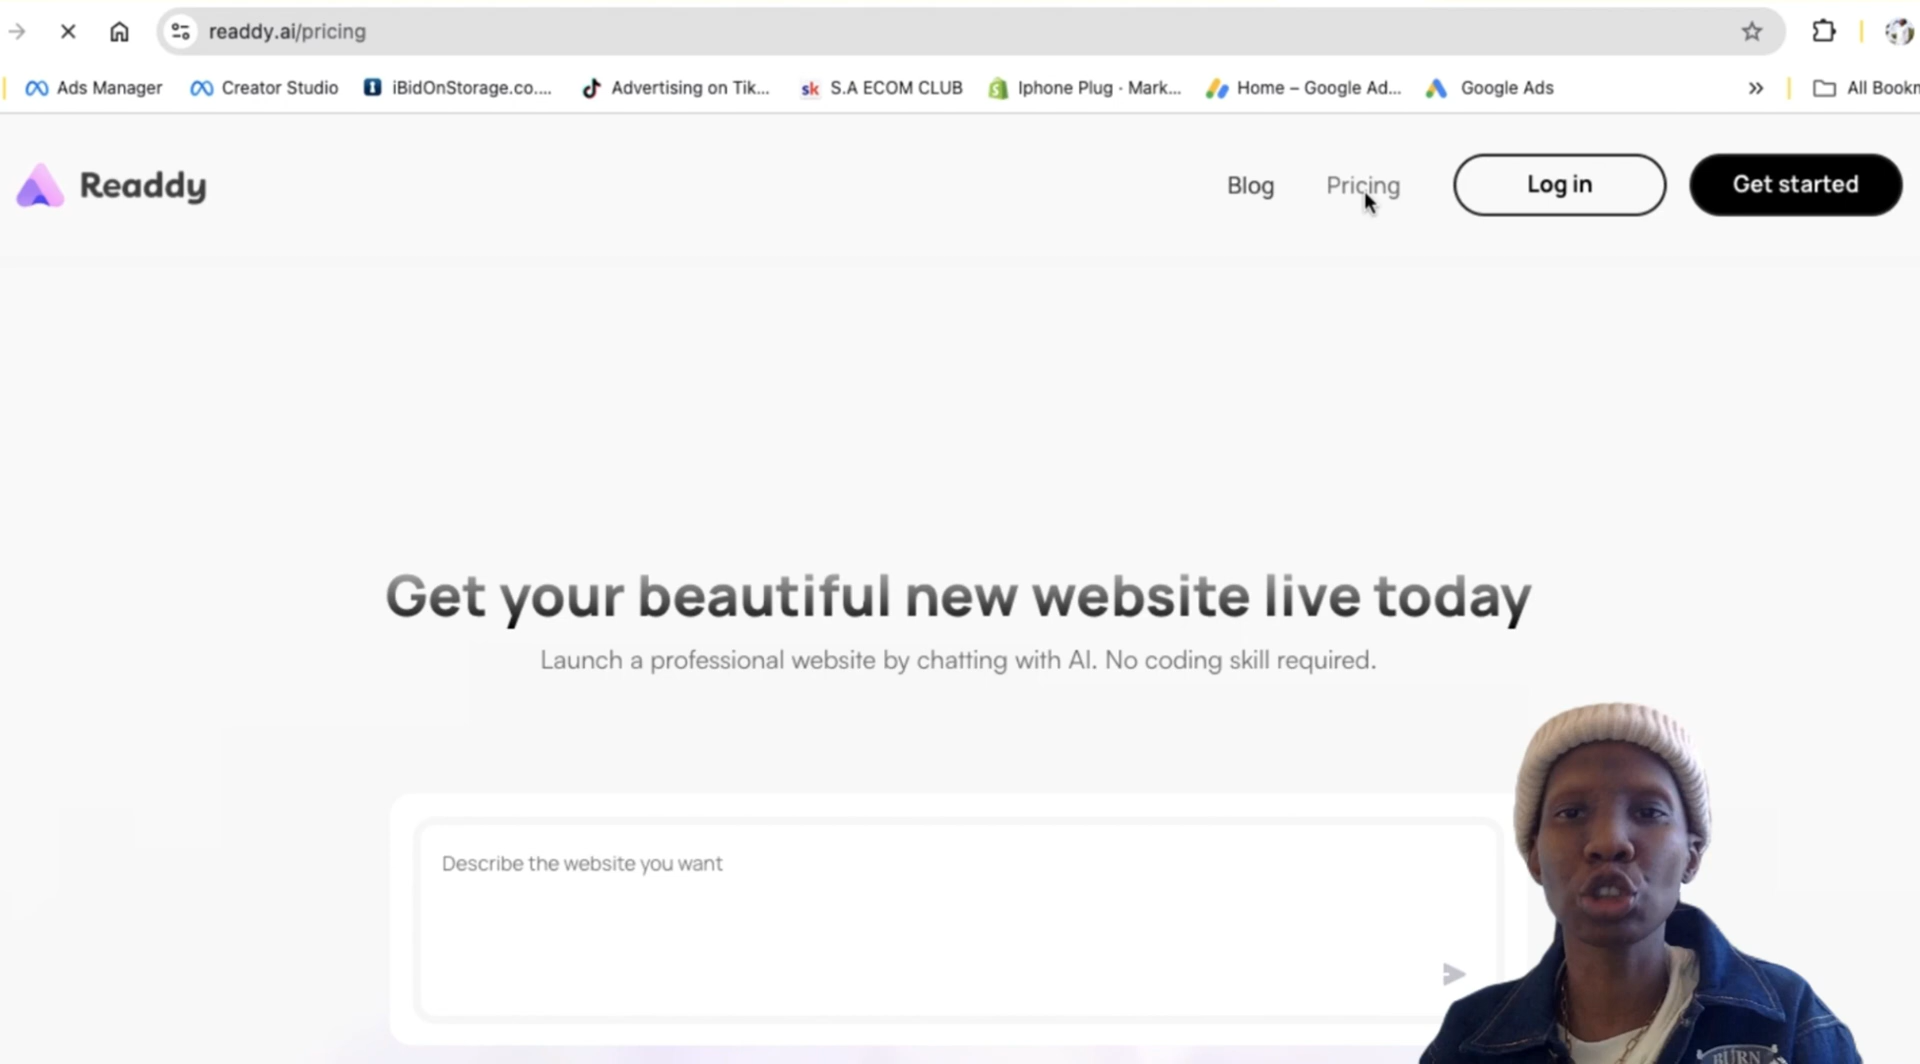 readdy.ai/pricing
Ads Manager
Creator Studio
iBidOnStorage.co....
Advertising on Tik...
sk S.A ECOM CLUB
Iphone Plug · Mark...
Home – Google Ad...
Google Ads
»
All Bookm
Readdy
Blog
Pricing
Log in
Get started
Get your beautiful new website live today
Launch a professional website by chatting with AI. No coding skill required.
Describe the website you want
BURN